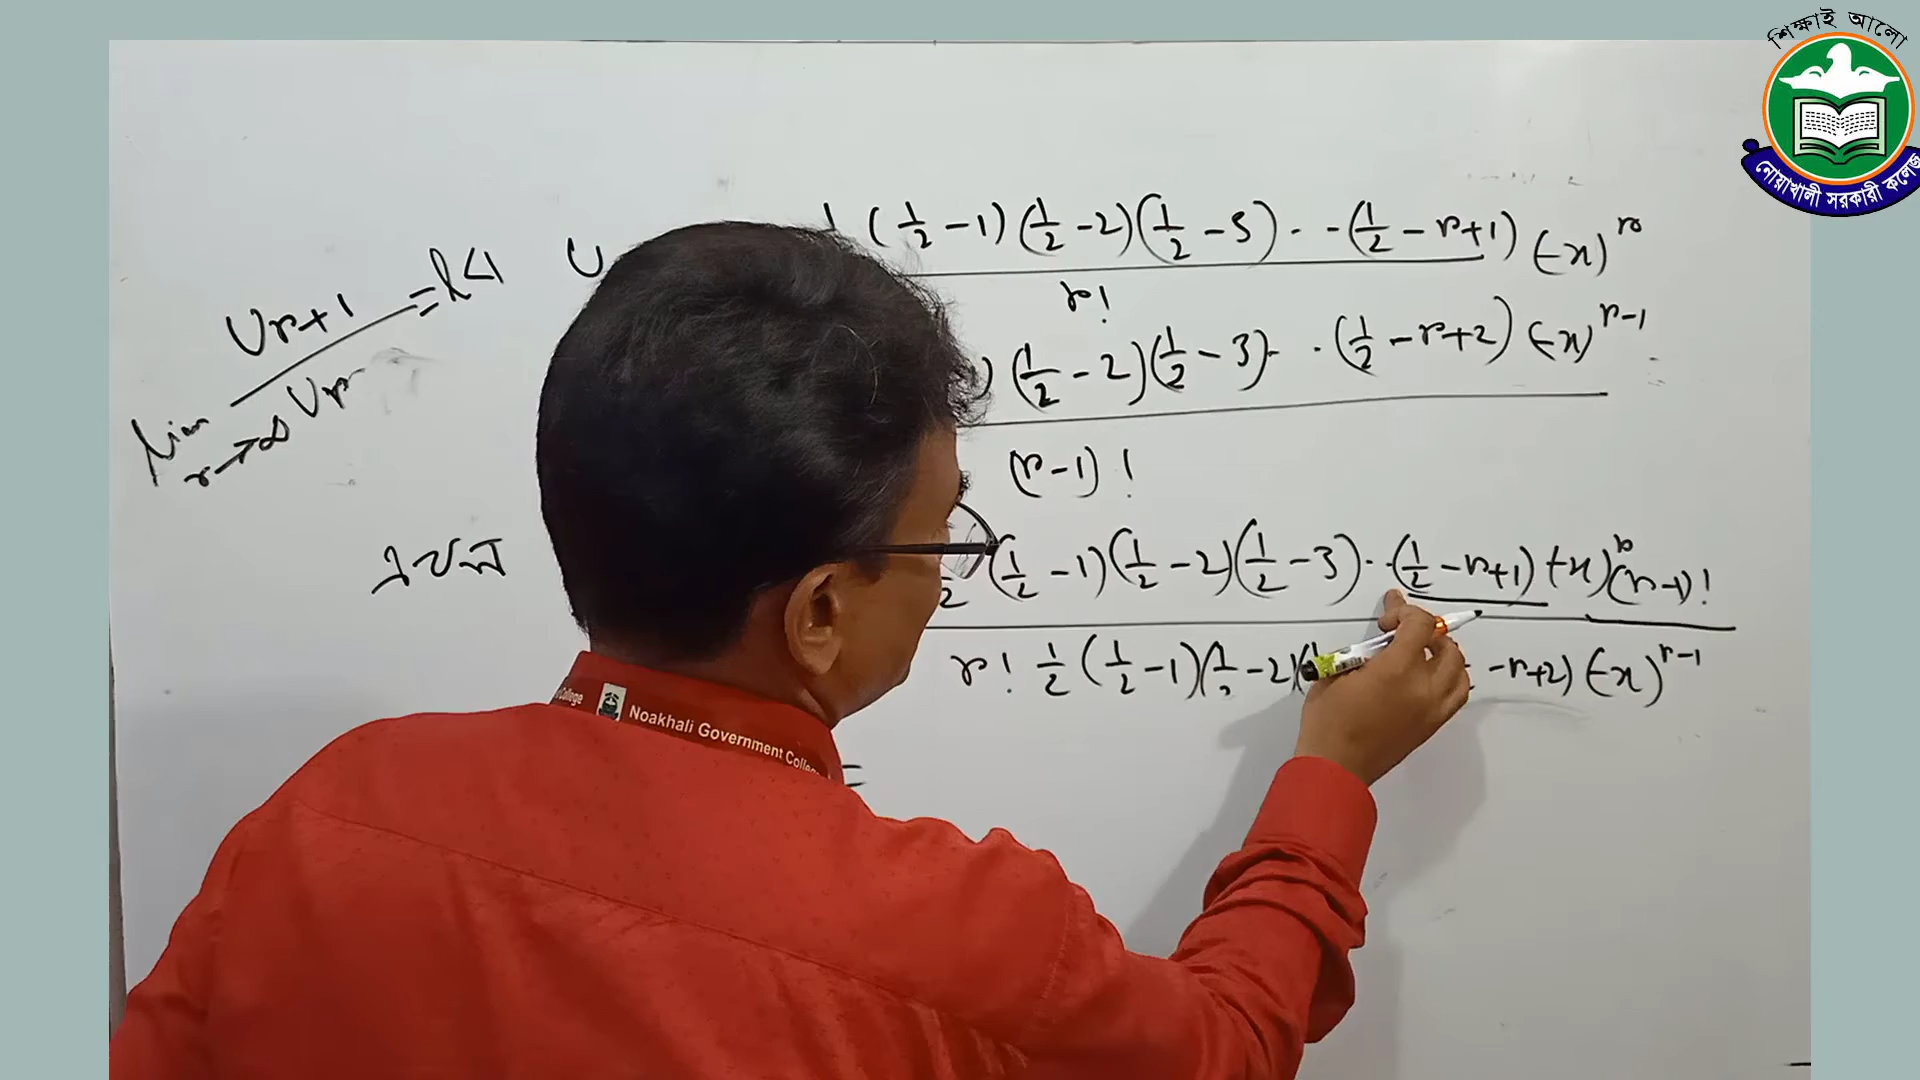 শিক্ষাই আলো
নোয়াখালী সরকারী কলেজ
(1/2 -1)(1/2 -2)(1/2 -3)· · ·(1/2 -r+1) (-x)^r
r!
U
U_{r+1} = l<1
lim r→∞ U_r
(1/2 -2)(1/2 -3)· · ·(1/2 -r+2) (-x)^{r-1}
(r-1)!
এখন
(1/2 -1)(1/2 -2)(1/2 -3)· · ·(1/2 -r+1) (-x)^r (r-1)!
r! 1/2 (1/2 -1)(1/2 -2)( -r+2) (-x)^{r-1}
Noakhali Government College
=